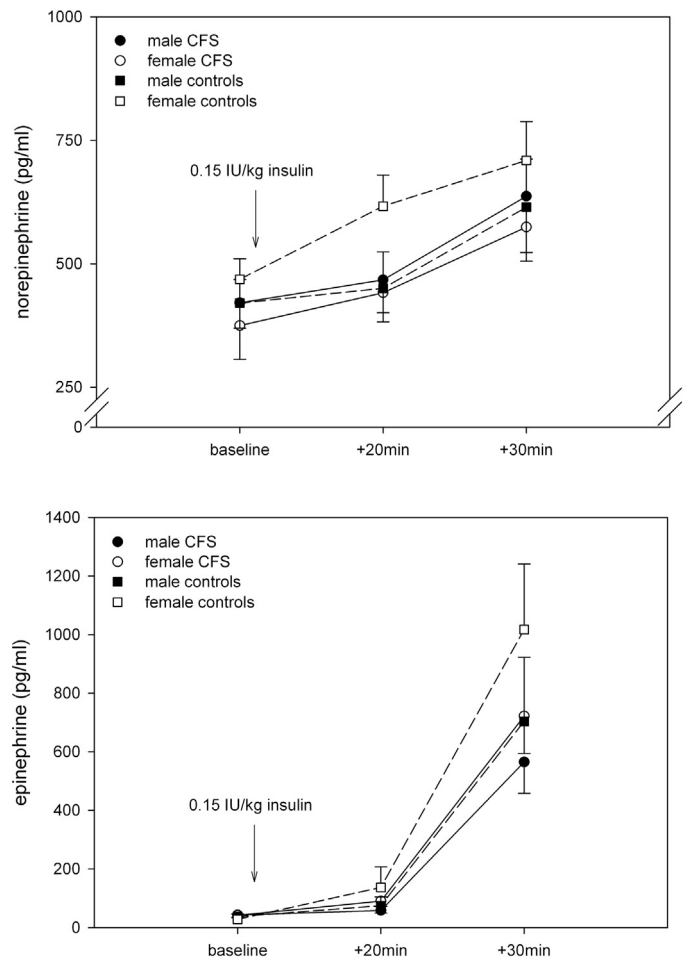 1000
male CFS
female CFS
male controls
female controls
750
0.15 IU/kg insulin
norepinephrine (pg/ml)
500
250
0
baseline +20min +30min
1400
male CFS
female CFS
male controls
female controls
1200
1000
epinephrine (pg/ml)
800
600
0.15 IU/kg insulin
400
200
0
baseline +20min +30min